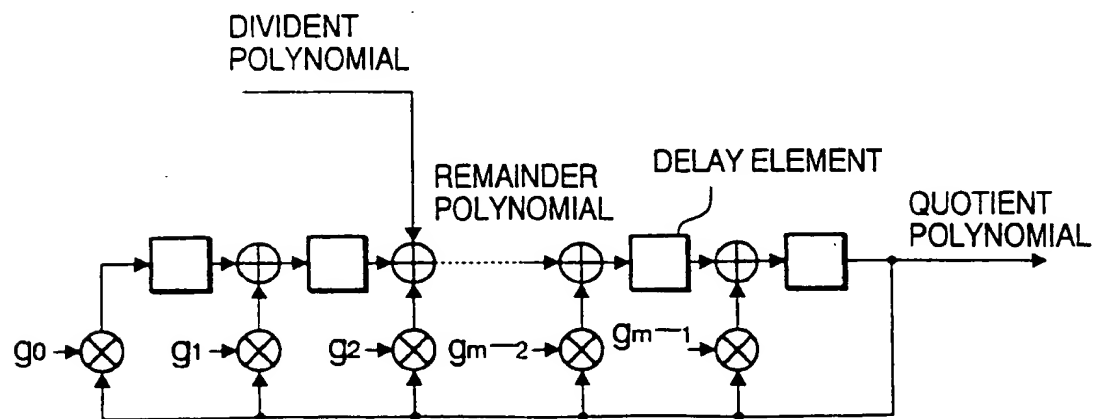 DIVIDENT
POLYNOMIAL
REMAINDER
POLYNOMIAL
DELAY ELEMENT
QUOTIENT
POLYNOMIAL
g0
g1
g2
gm-2
gm-1